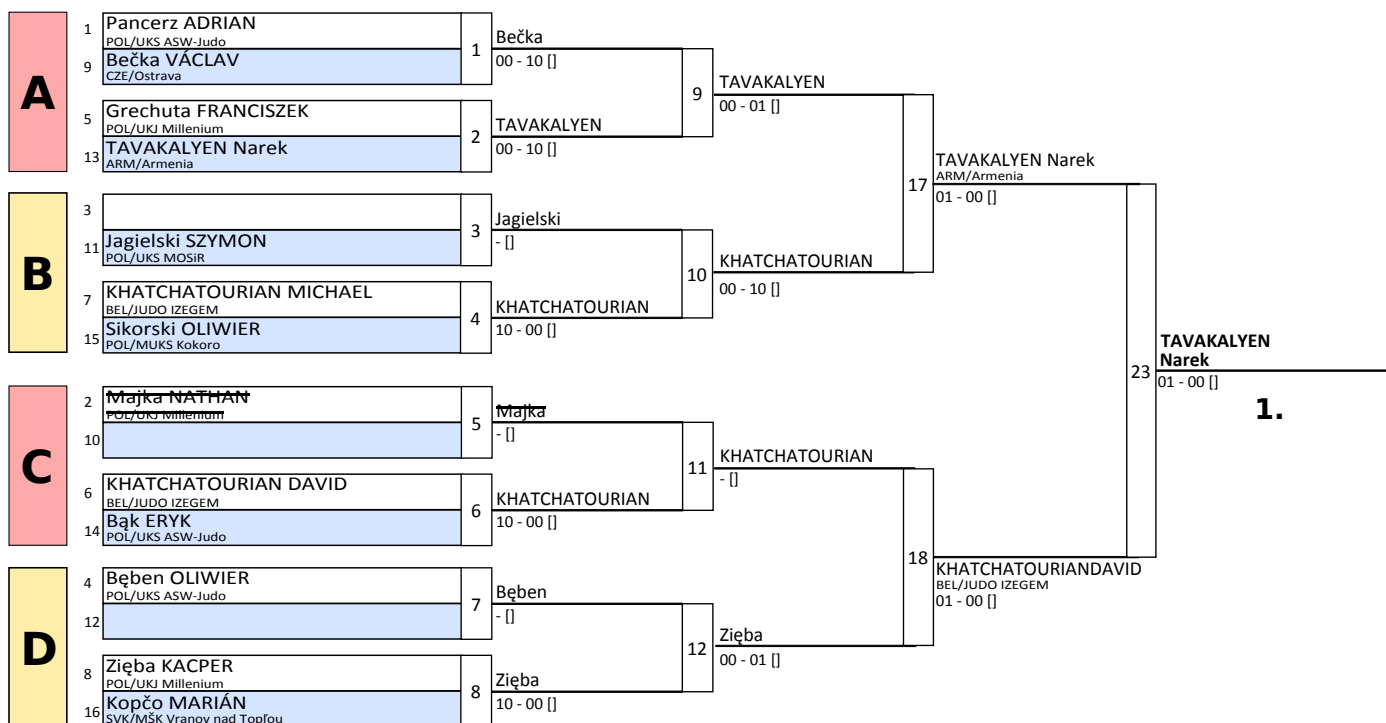 A
1 Pancerz ADRIAN
POL/UKS ASW-Judo
9 Bečka VÁCLAV
CZE/Ostrava
1
Bečka
00 - 10 []
5 Grechuta FRANCISZEK
POL/UKJ Millenium
13 TAVAKALYEN Narek
ARM/Armenia
2
TAVAKALYEN
00 - 10 []
9
TAVAKALYEN
00 - 01 []
B
3
11 Jagielski SZYMON
POL/UKS MOSiR
3
Jagielski
- []
7 KHATCHATOURIAN MICHAEL
BEL/JUDO IZEGEM
15 Sikorski OLIWIER
POL/MUKS Kokoro
4
KHATCHATOURIAN
10 - 00 []
10
KHATCHATOURIAN
00 - 10 []
17
TAVAKALYEN Narek
ARM/Armenia
01 - 00 []
C
2 Majka NATHAN
POL/UKJ Millenium
10
5
Majka
- []
6 KHATCHATOURIAN DAVID
BEL/JUDO IZEGEM
14 Bąk ERYK
POL/UKS ASW-Judo
6
KHATCHATOURIAN
10 - 00 []
11
KHATCHATOURIAN
- []
D
4 Bęben OLIWIER
POL/UKS ASW-Judo
12
7
Bęben
- []
8 Zięba KACPER
POL/UKJ Millenium
16 Kopčo MARIÁN
SVK/MŠK Vranov nad Topľou
8
Zięba
10 - 00 []
12
Zięba
00 - 01 []
18
KHATCHATOURIANDAVID
BEL/JUDO IZEGEM
01 - 00 []
23
TAVAKALYEN
Narek
01 - 00 []
1.